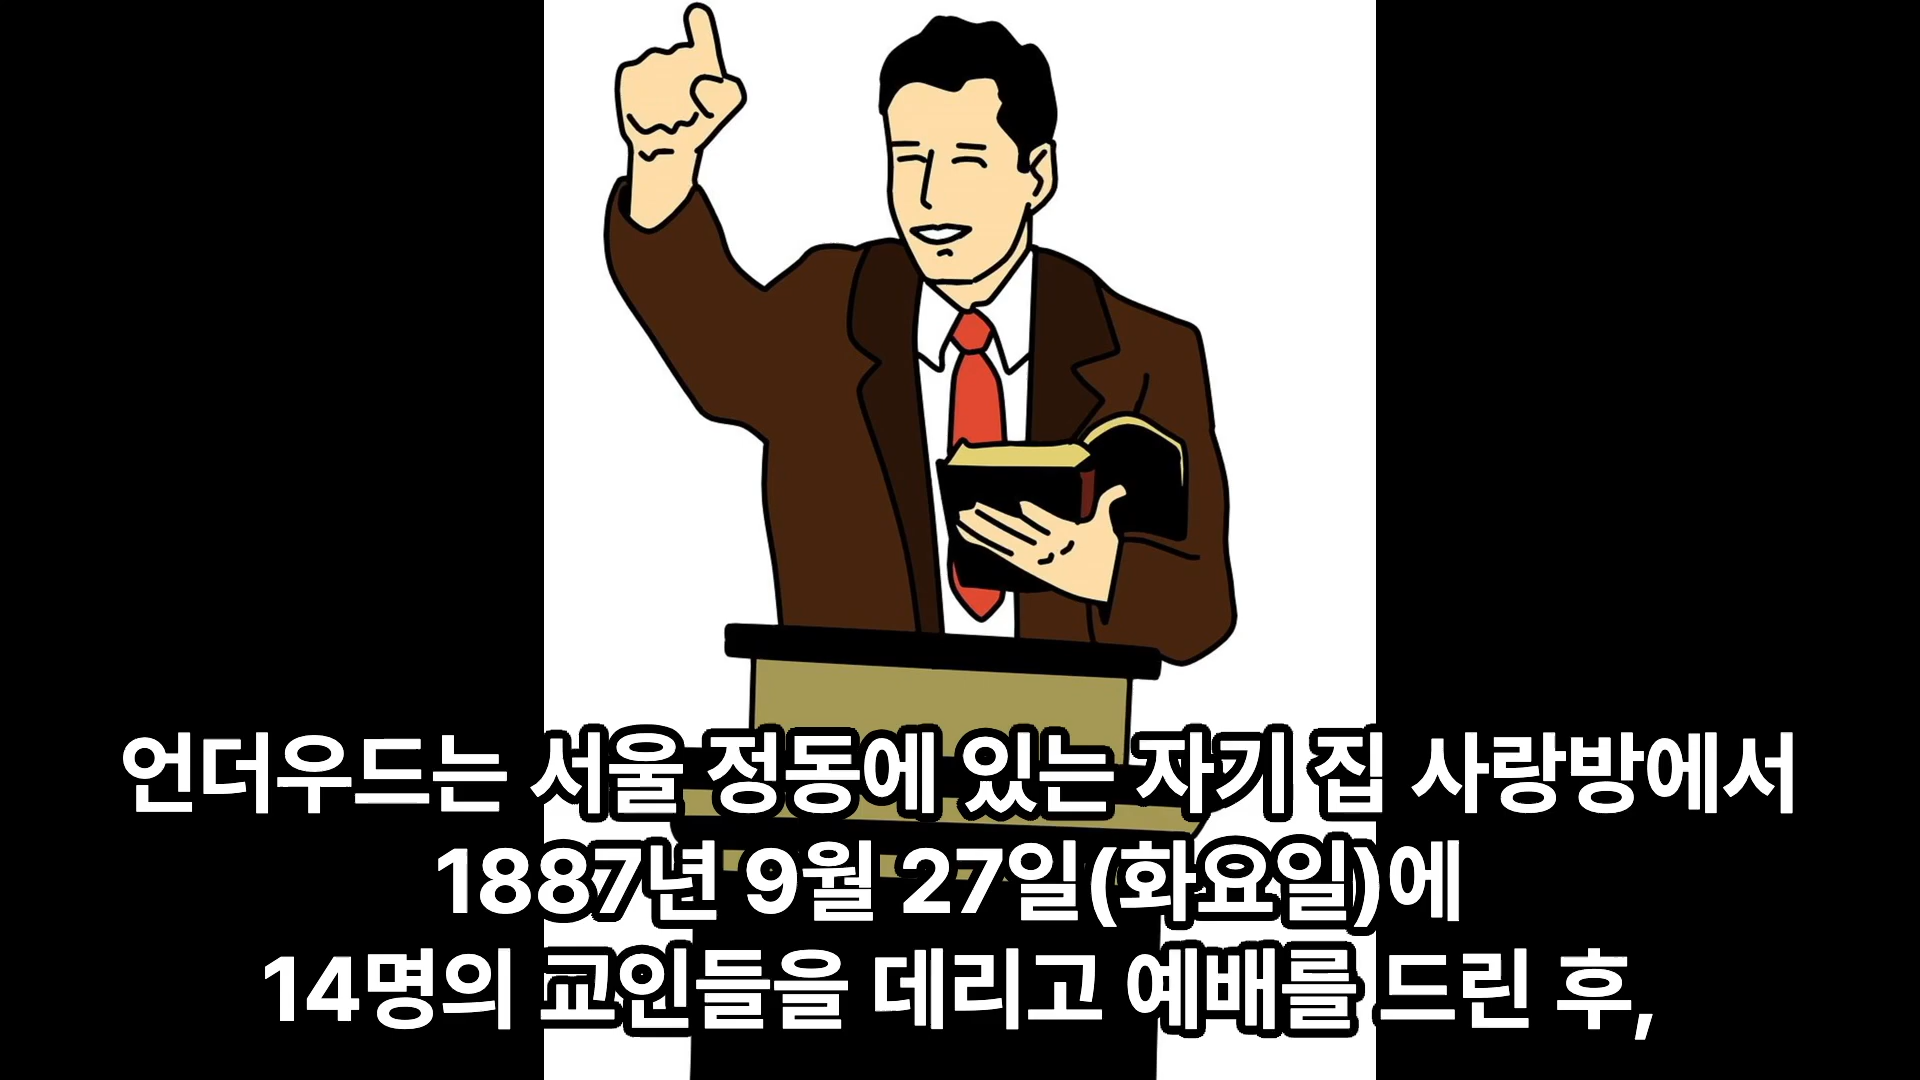 언더우드는 서울 정동에 있는 자기 집 사랑방에서
1887년 9월 27일(화요일)에
14명의 교인들을 데리고 예배를 드린 후,